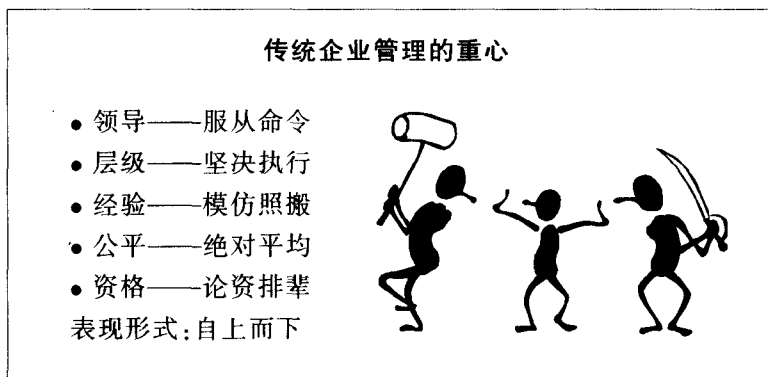 传统企业管理的重心
● 领导——服从命令
● 层级——坚决执行
● 经验——模仿照搬
● 公平——绝对平均
● 资格——论资排辈
表现形式：自上而下